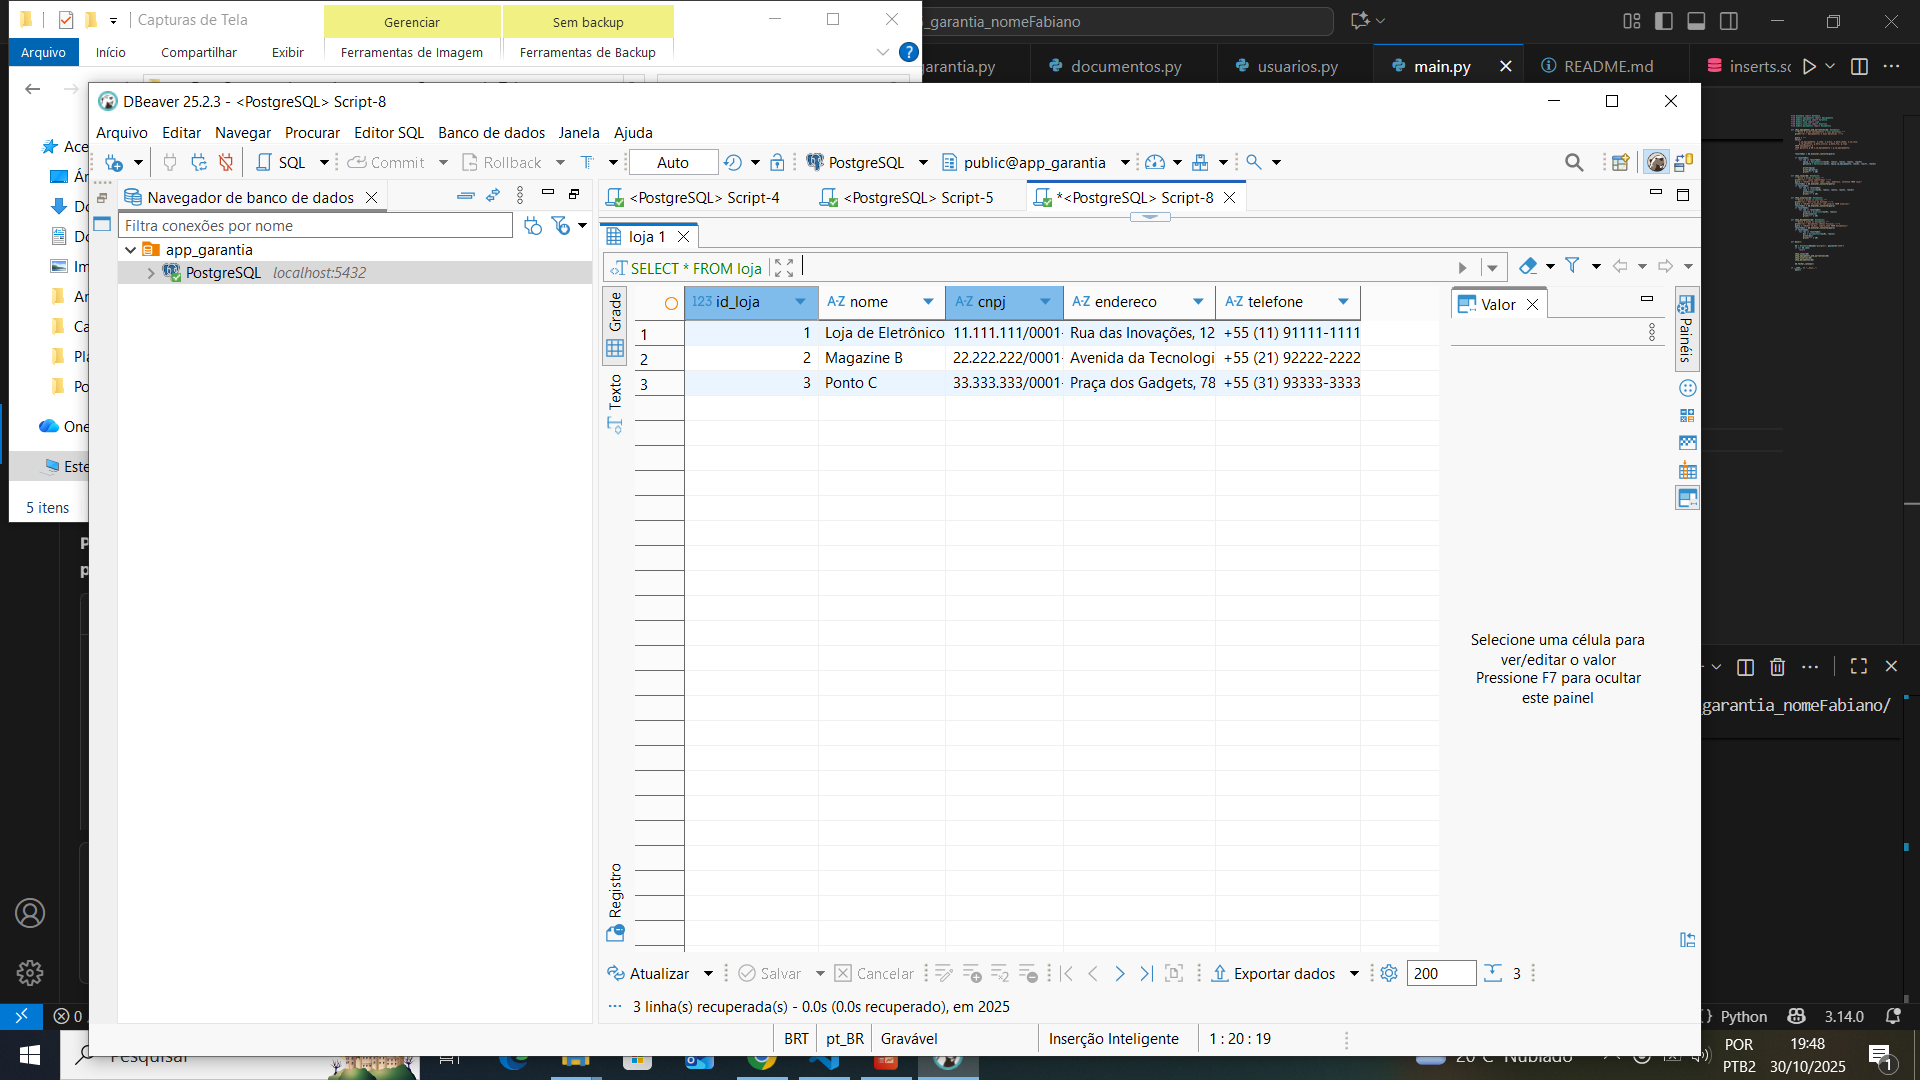 Capturas de Tela
Gerenciar
Sem backup
Arquivo
Início
Compartilhar
Exibir
Ferramentas de Imagem
Ferramentas de Backup
_garantia_nomeFabiano
garantia.py
documentos.py
usuarios.py
main.py
README.md
inserts.sc
DBeaver 25.2.3 - <PostgreSQL> Script-8
Arquivo Editar Navegar Procurar Editor SQL Banco de dados Janela Ajuda
SQL
Commit
Rollback
Auto
PostgreSQL
public@app_garantia
Navegador de banco de dados
<PostgreSQL> Script-4
<PostgreSQL> Script-5
*<PostgreSQL> Script-8
Filtra conexões por nome
app_garantia
PostgreSQL localhost:5432
Ace
Ár
Do
Do
Im
Ar
Ca
Pla
Po
One
Este
5 itens
loja 1
SELECT * FROM loja
Grade
Texto
Registro
123 id_loja A-Z nome A-Z cnpj A-Z endereco A-Z telefone
1 1 Loja de Eletrônico 11.111.111/0001- Rua das Inovações, 12 +55 (11) 91111-1111
2 2 Magazine B 22.222.222/0001- Avenida da Tecnologi +55 (21) 92222-2222
3 3 Ponto C 33.333.333/0001- Praça dos Gadgets, 78 +55 (31) 93333-3333
Valor
Painéis
Selecione uma célula para
ver/editar o valor
Pressione F7 para ocultar
este painel
_garantia_nomeFabiano/
Atualizar
Salvar
Cancelar
Exportar dados
200
3
3 linha(s) recuperada(s) - 0.0s (0.0s recuperado), em 2025
BRT
pt_BR
Gravável
Inserção Inteligente
1 : 20 : 19
0
Python
3.14.0
Pesquisar
20°C Nublado
POR
PTB2
19:48
30/10/2025
1